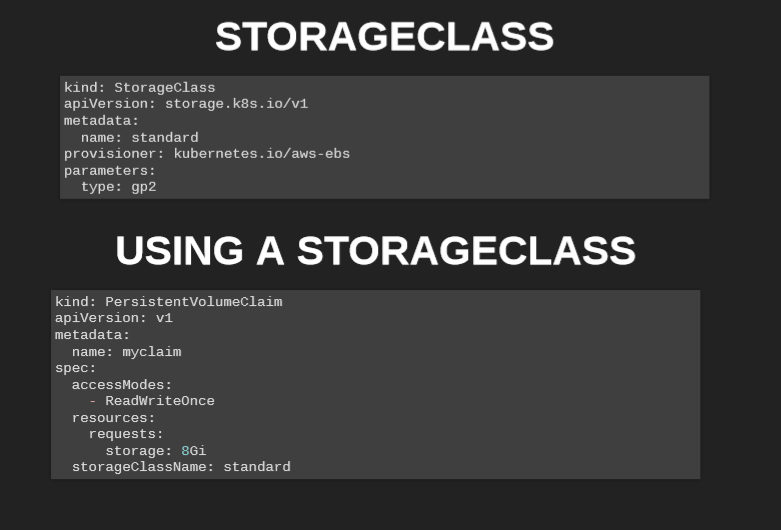 STORAGECLASS
kind: StorageClass
apiVersion: storage.k8s.io/v1
metadata:
  name: standard
provisioner: kubernetes.io/aws-ebs
parameters:
  type: gp2
USING A STORAGECLASS
kind: PersistentVolumeClaim
apiVersion: v1
metadata:
  name: myclaim
spec:
  accessModes:
    - ReadWriteOnce
  resources:
    requests:
      storage: 8Gi
  storageClassName: standard